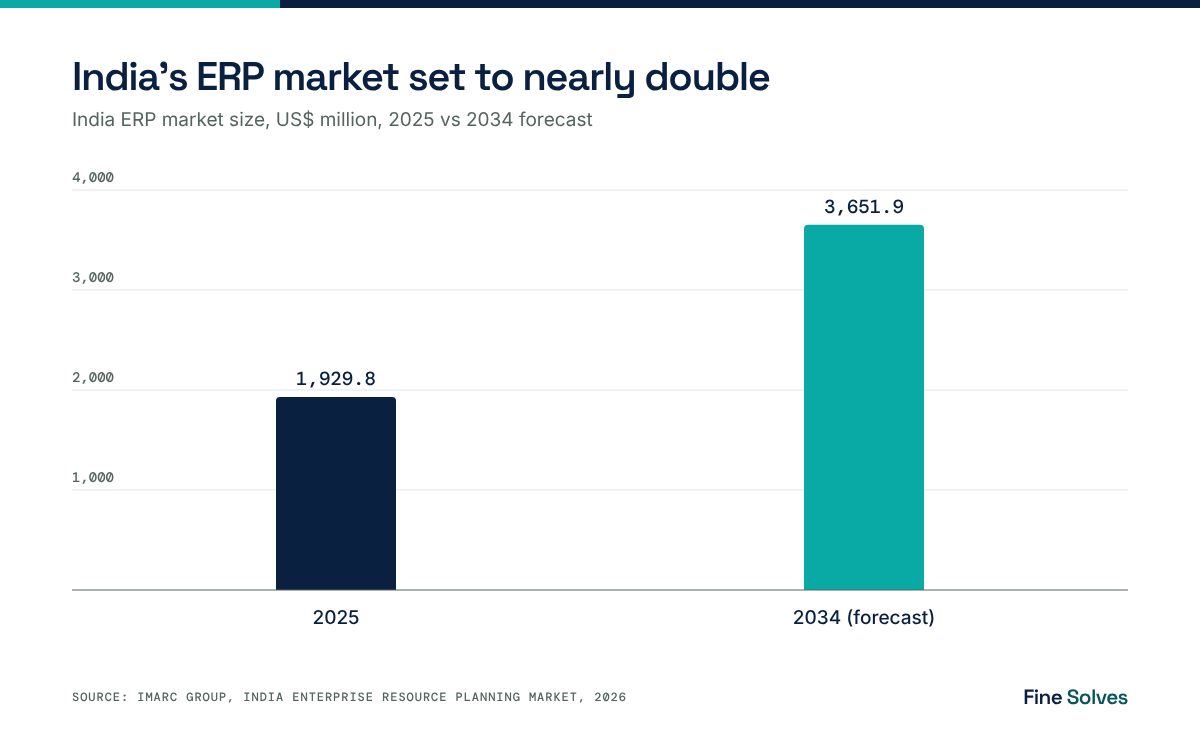 India’s ERP market set to nearly double
India ERP market size, US$ million, 2025 vs 2034 forecast
4,000
3,651.9
3,000
2,000
1,929.8
1,000
2025
2034 (forecast)
SOURCE: IMARC GROUP, INDIA ENTERPRISE RESOURCE PLANNING MARKET, 2026
Fine Solves